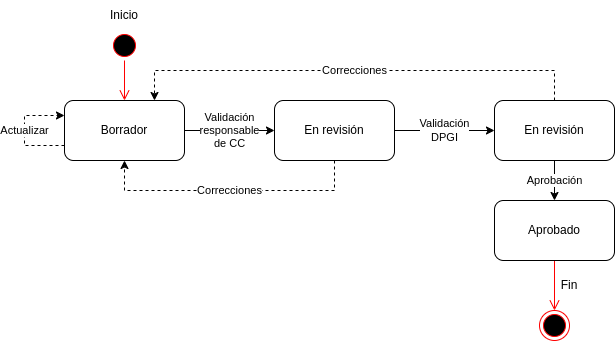 Inicio
Correcciones
Actualizar
Borrador
Validación
responsable
de CC
En revisión
Validación
DPGI
En revisión
Correcciones
Aprobación
Aprobado
Fin